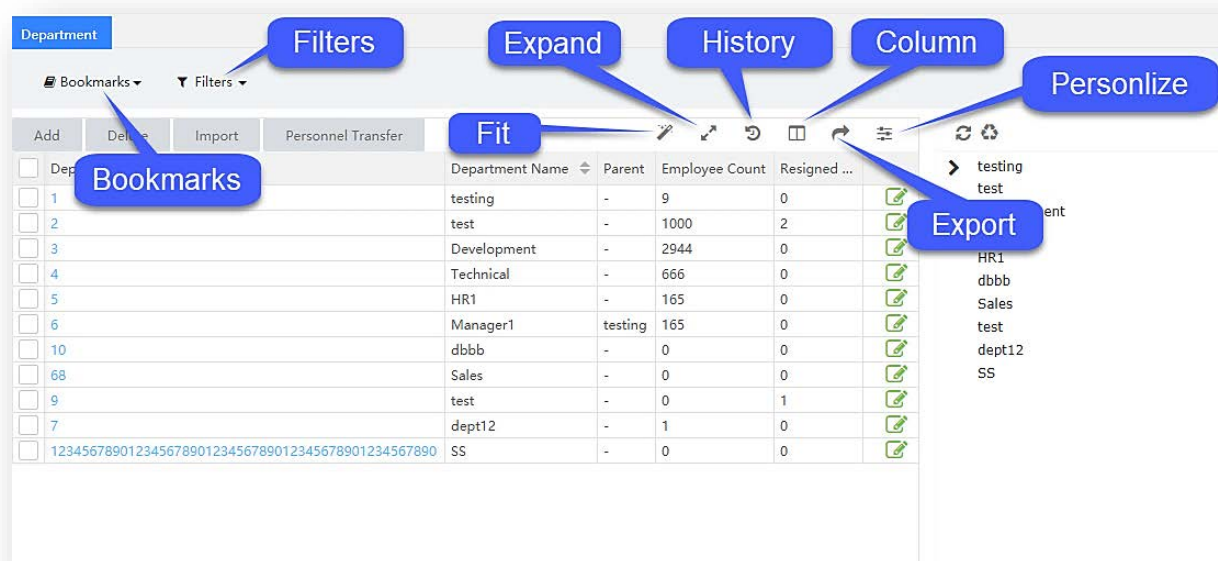 Department
Filters
Expand
History
Column
Bookmarks
Filters
Personlize
Add
Import
Personnel Transfer
Fit
Bookmarks
Department Name Parent Employee Count Resigned ...
1 testing - 9 0
2 test - 1000 2
3 Development - 2944 0
4 Technical - 666 0
5 HR1 - 165 0
6 Manager1 testing 165 0
10 dbbb - 0 0
68 Sales - 0 0
9 test - 0 1
7 dept12 - 1 0
12345678901234567890123456789012345678901234567890 SS - 0 0
testing
test
Export
HR1
dbbb
Sales
test
dept12
SS